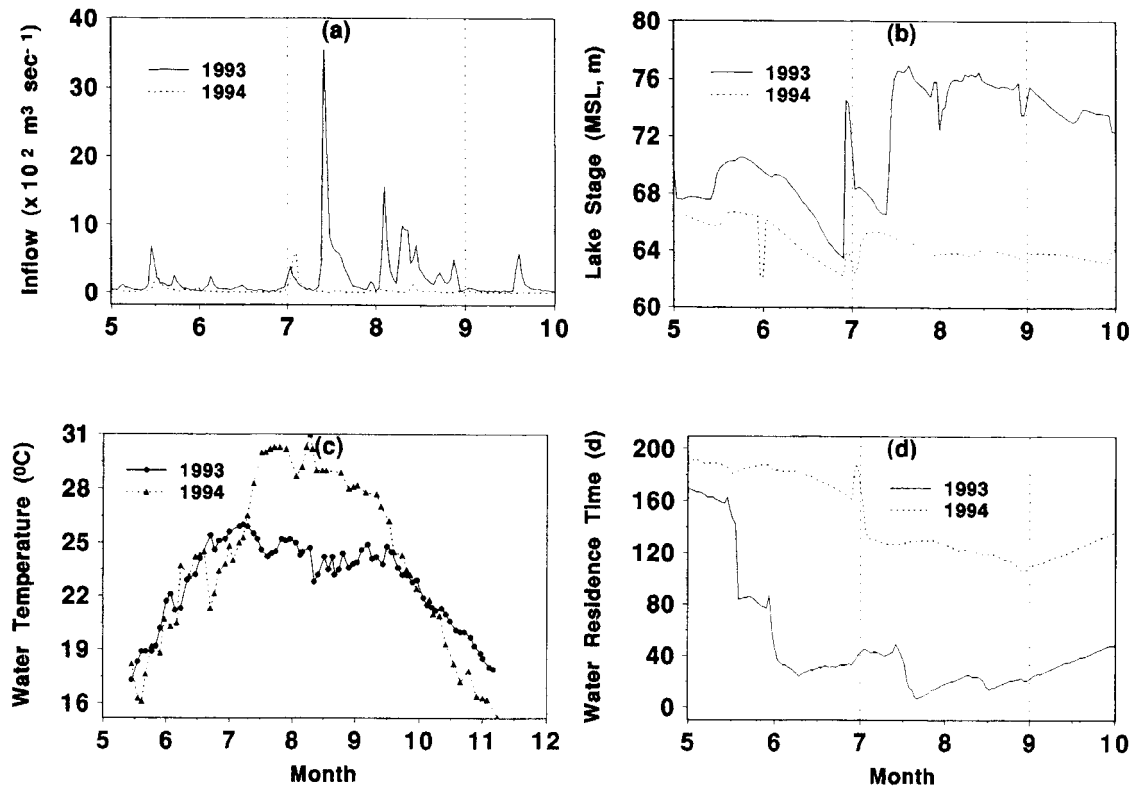 (a)
Inflow (x 10² m³ sec⁻¹)
40
30
20
10
0
1993
1994
5 6 7 8 9 10
(b)
Lake Stage (MSL, m)
80
76
72
68
64
60
1993
1994
5 6 7 8 9 10
(c)
Water Temperature (⁰C)
31
28
25
22
19
16
1993
1994
5 6 7 8 9 10 11 12
Month
(d)
Water Residence Time (d)
200
160
120
80
40
0
1993
1994
5 6 7 8 9 10
Month